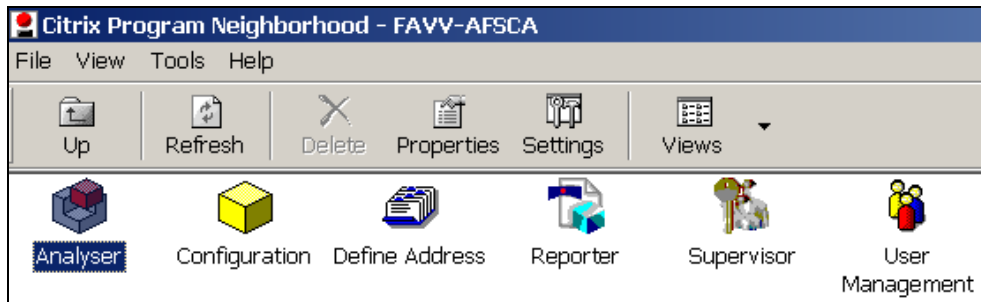 Citrix Program Neighborhood - FAVV-AFSCA
File View Tools Help
Up Refresh Delete Properties Settings Views
Analyser Configuration Define Address Reporter Supervisor User
Management